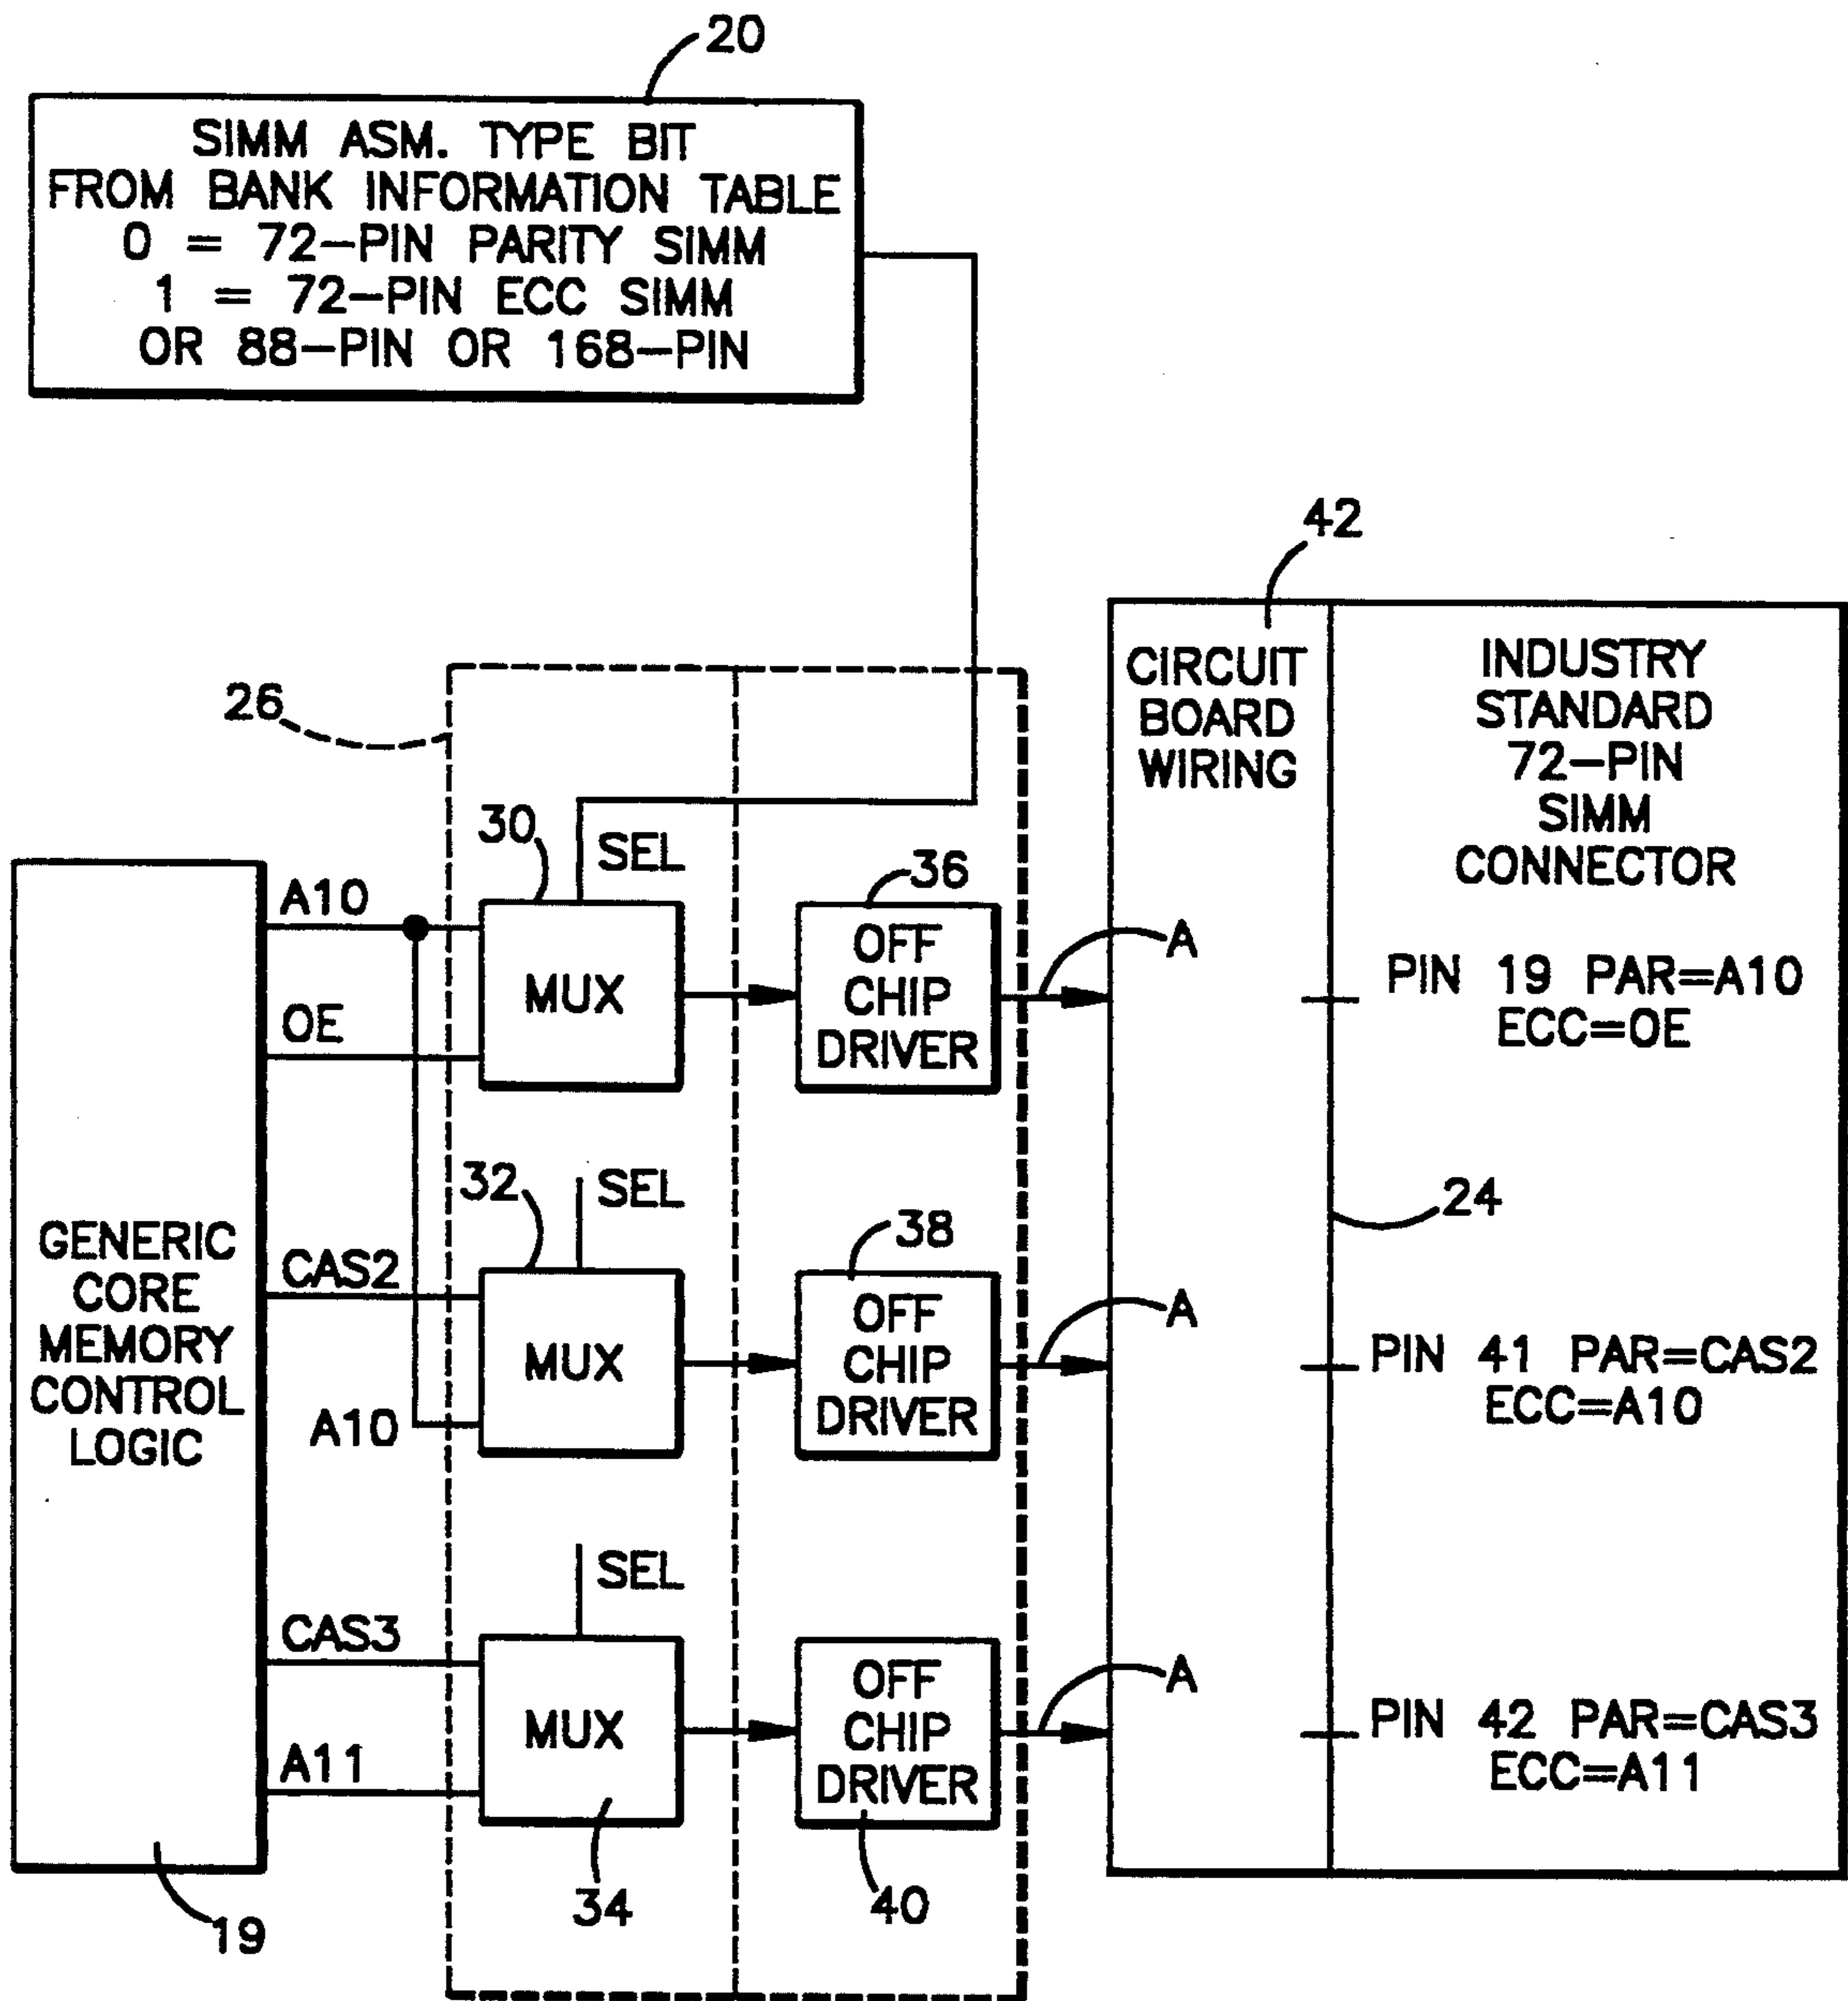 20
SIMM ASM. TYPE BIT
FROM BANK INFORMATION TABLE
0 = 72-PIN PARITY SIMM
1 = 72-PIN ECC SIMM
OR 88-PIN OR 168-PIN
42
CIRCUIT
BOARD
WIRING
INDUSTRY
STANDARD
72-PIN
SIMM
CONNECTOR
26
30
SEL
36
A10
OE
MUX
OFF
CHIP
DRIVER
A
PIN 19 PAR=A10
ECC=OE
GENERIC
CORE
MEMORY
CONTROL
LOGIC
32
SEL
38
24
CAS2
A10
MUX
OFF
CHIP
DRIVER
A
PIN 41 PAR=CAS2
ECC=A10
SEL
CAS3
A11
MUX
OFF
CHIP
DRIVER
A
PIN 42 PAR=CAS3
ECC=A11
19
34
40